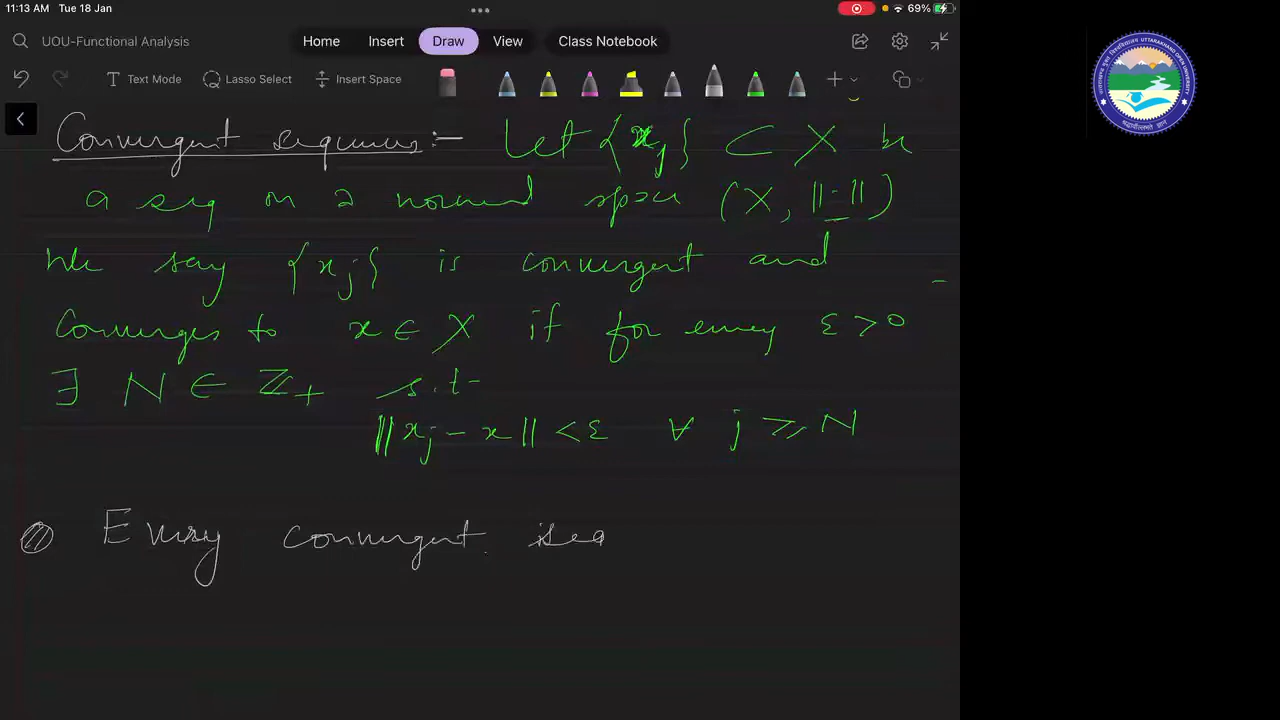 11:13 AM Tue 18 Jan
69%
UOU-Functional Analysis
Home Insert Draw View Class Notebook
Text Mode Lasso Select Insert Space
Convergent sequences :- Let {xj} ⊂ X be
a seq in a normed space (X, ||·||)
We say {xj} is convergent and
Converges to x ∈ X if for every ε > 0
∃ N ∈ ℤ+ s.t.
||xj - x|| < ε ∀ j ≥ N
Every convergent seq